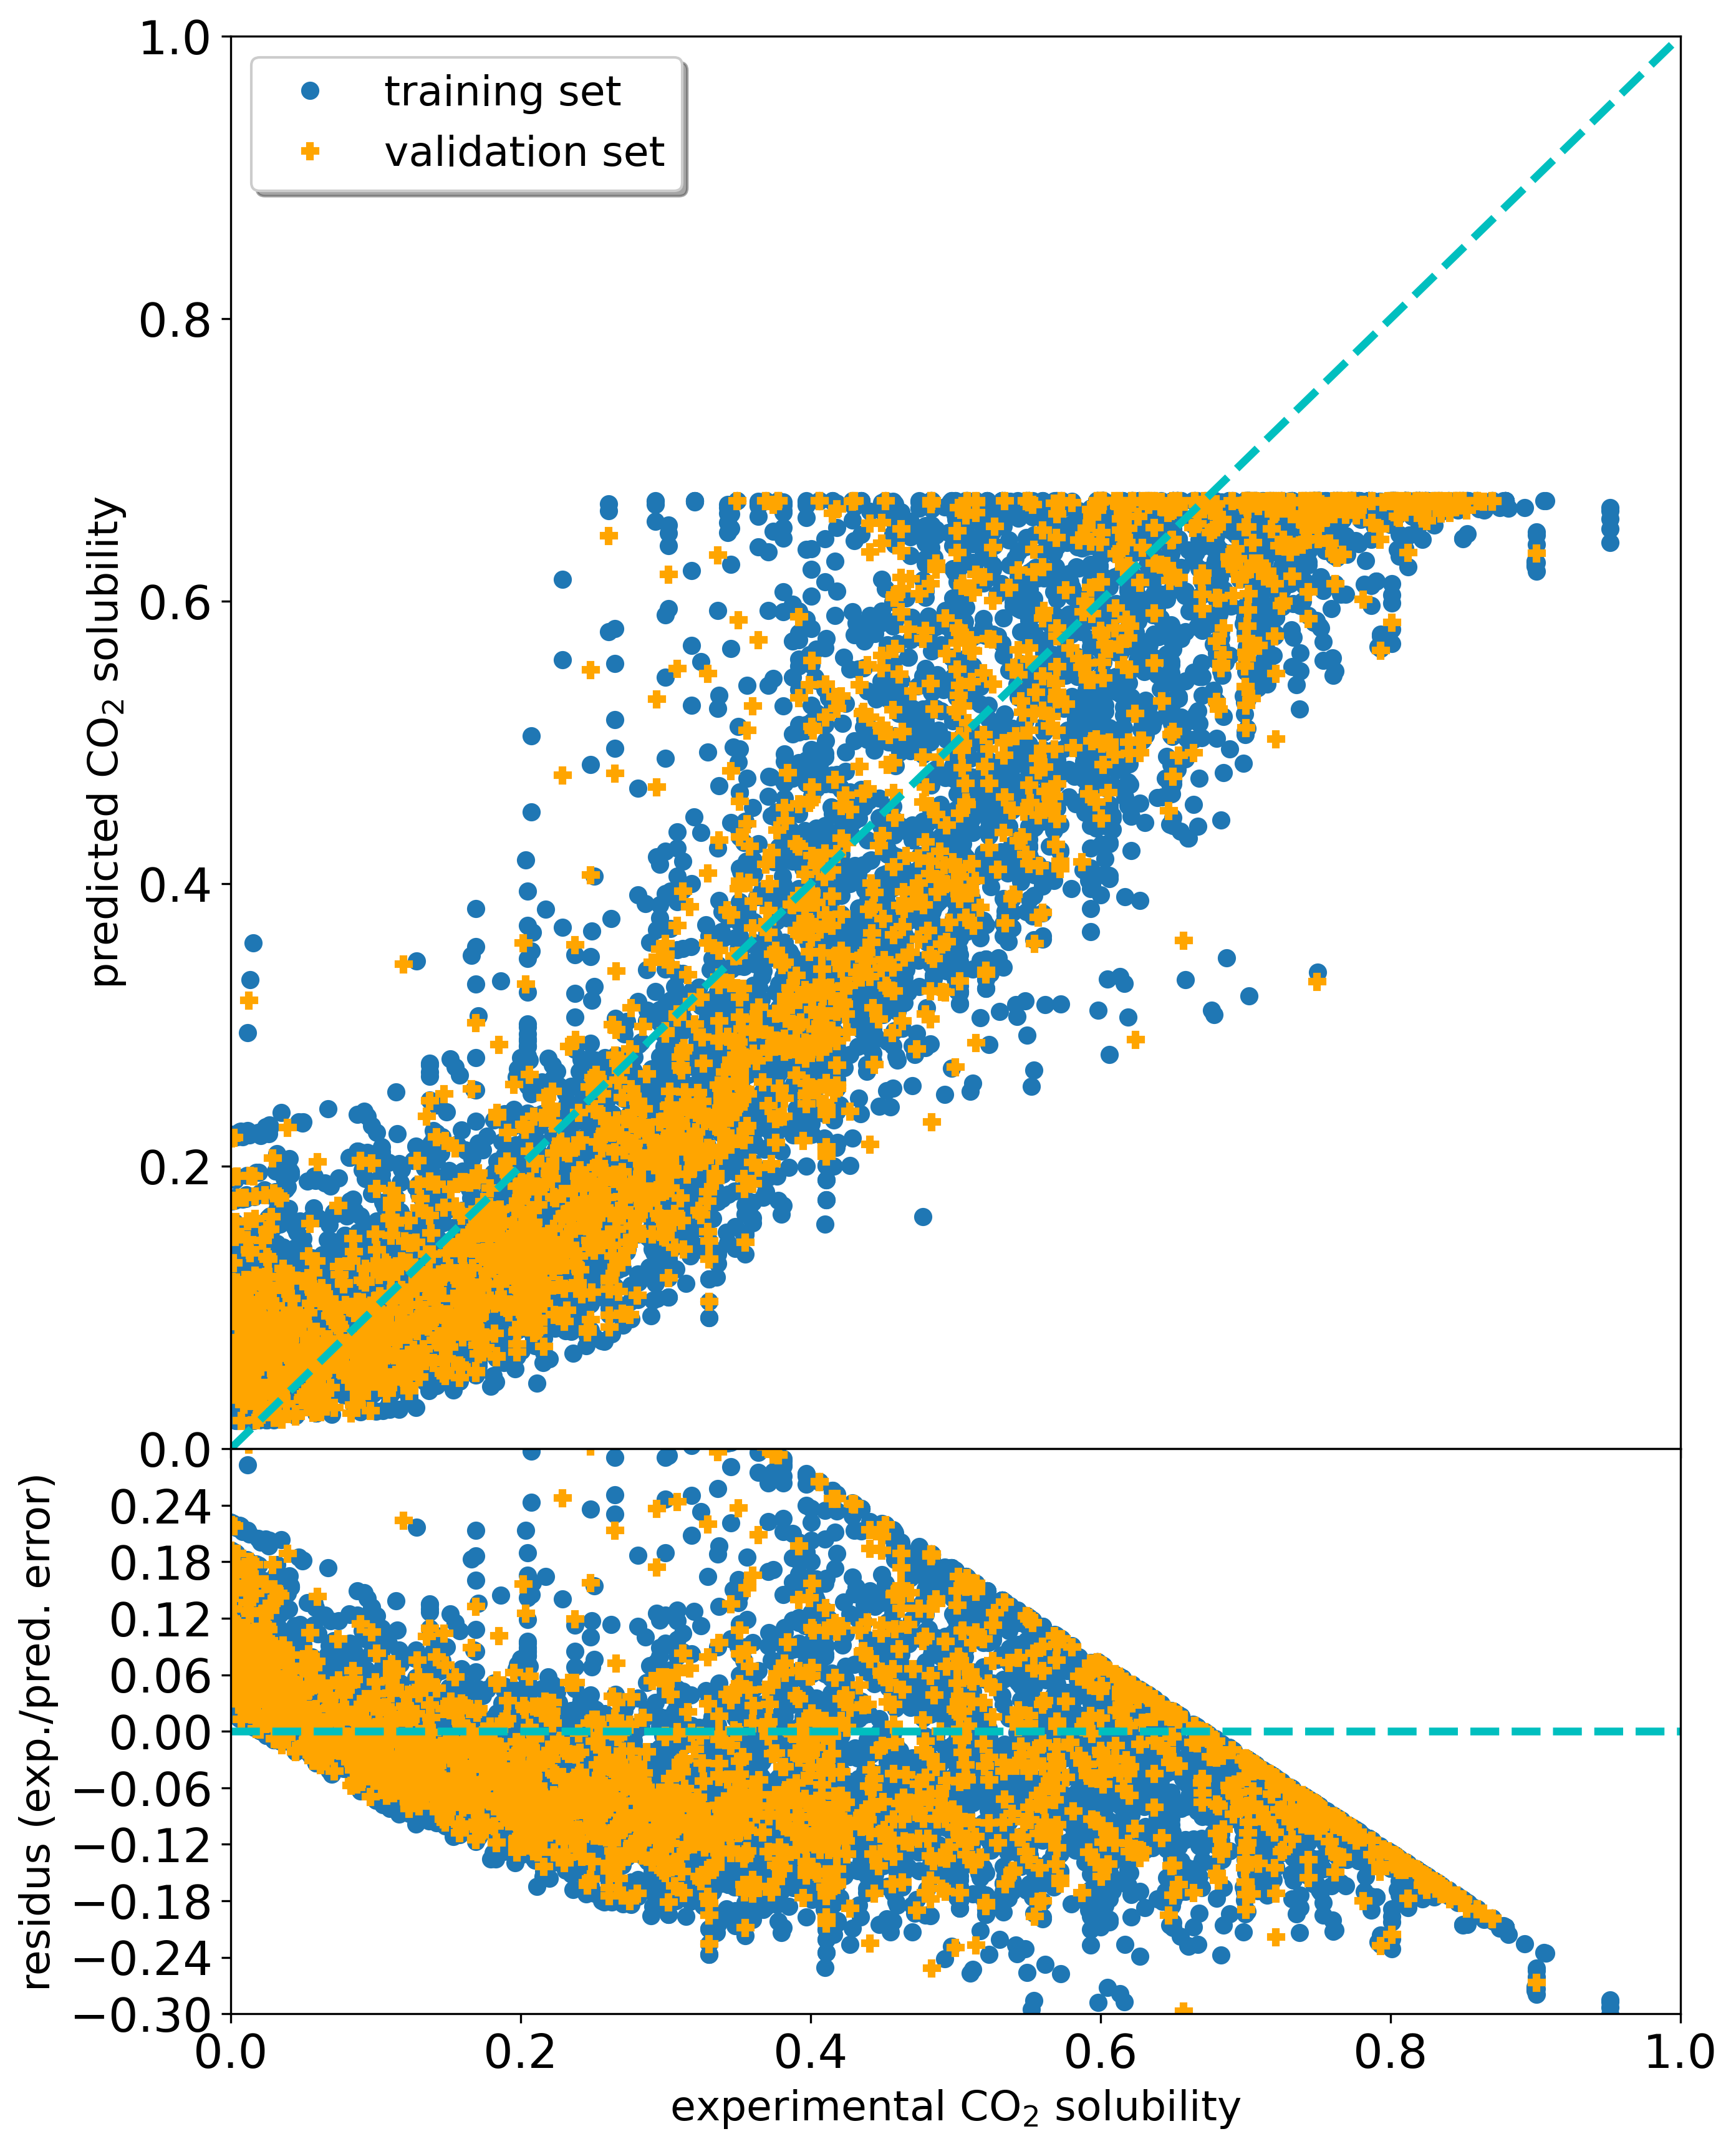 1.0
training set
validation set
0.8
0.6
predicted CO₂ solubility
0.4
0.2
0.0
residus (exp./pred. error)
0.24
0.18
0.12
0.06
0.00
−0.06
−0.12
−0.18
−0.24
−0.30
0.0 0.2 0.4 0.6 0.8 1.0
experimental CO₂ solubility